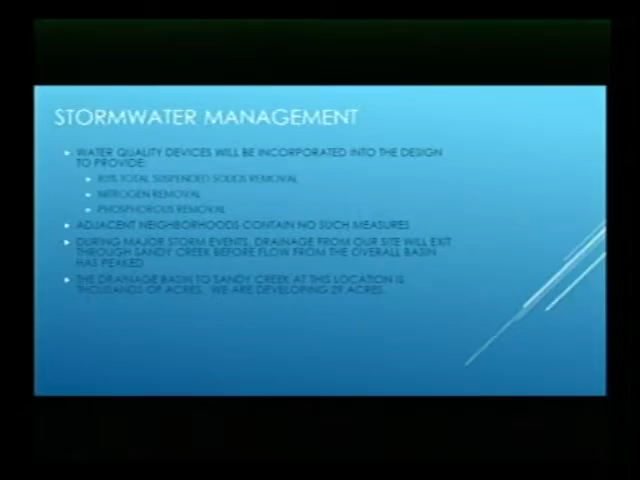 STORMWATER MANAGEMENT
WATER QUALITY DEVICES WILL BE INCORPORATED INTO THE DESIGN
TO PROVIDE:
85% TOTAL SUSPENDED SOLIDS REMOVAL
NITROGEN REMOVAL
PHOSPHOROUS REMOVAL
ADJACENT NEIGHBORHOODS CONTAIN NO SUCH MEASURES
DURING MAJOR STORM EVENTS, DRAINAGE FROM OUR SITE WILL EXIT
THROUGH SANDY CREEK BEFORE FLOW FROM THE OVERALL BASIN
HAS PEAKED
THE DRAINAGE BASIN TO SANDY CREEK AT THIS LOCATION IS
THOUSANDS OF ACRES. WE ARE DEVELOPING 29 ACRES.